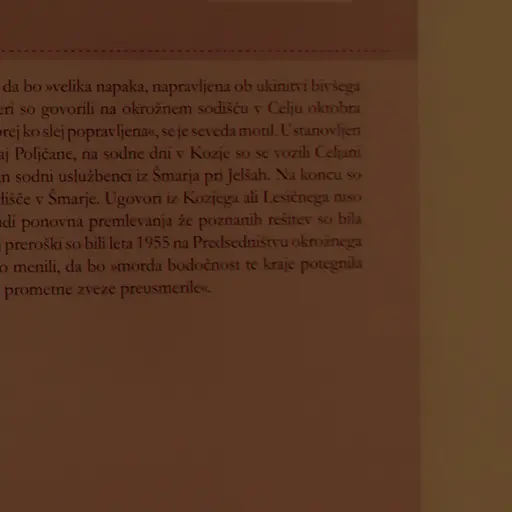 da bo »velika napaka, napravljena ob ukinitvi bivšega
eri so govorili na okrožnem sodišču v Celju okrobra
rej ko slej popravljena«, se je seveda motil. Ustanovljen
aj Poljčane, na sodne dni v Kozje so se vozili Celjani
n sodni uslužbenci iz Šmarja pri Jelšah. Na koncu so
dišče v Šmarje. Ugovori iz Kozjega ali Lesičnega niso
udi ponovna premlevanja že poznanih rešitev so bila
preroški so bili leta 1955 na Predsedništvu okrožnega
o menili, da bo »morda bodočnost te kraje potegnila
prometne zveze preusmerile«.